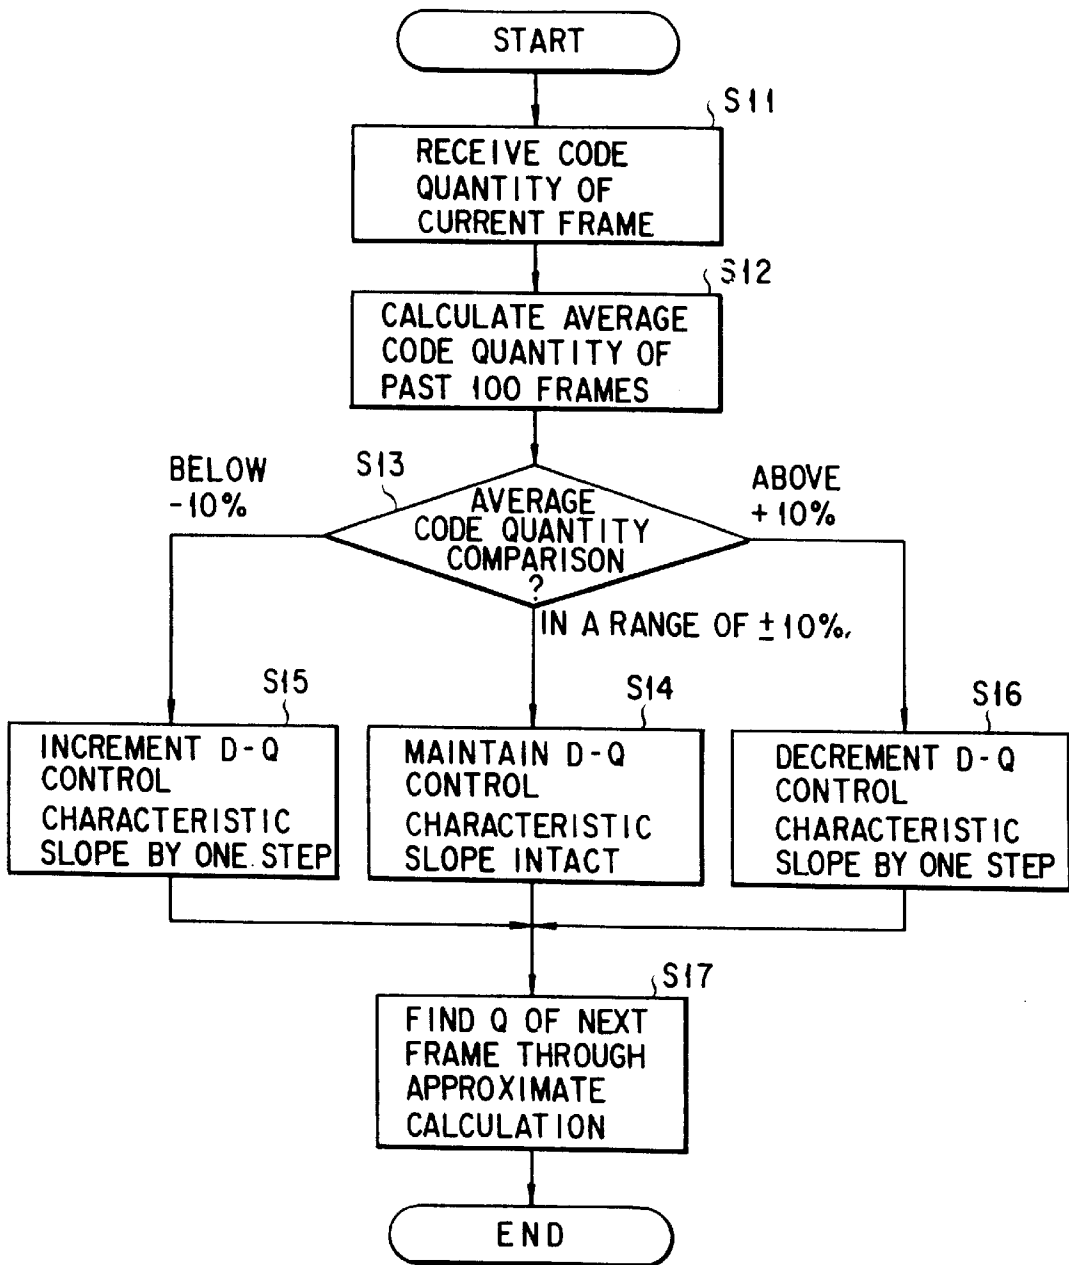 START
S11
RECEIVE CODE
QUANTITY OF
CURRENT FRAME
S12
CALCULATE AVERAGE
CODE QUANTITY OF
PAST 100 FRAMES
S13
BELOW
-10%
AVERAGE
CODE QUANTITY
COMPARISON
?
ABOVE
+10%
IN A RANGE OF ±10%
S15
INCREMENT D-Q
CONTROL
CHARACTERISTIC
SLOPE BY ONE STEP
S14
MAINTAIN D-Q
CONTROL
CHARACTERISTIC
SLOPE INTACT
S16
DECREMENT D-Q
CONTROL
CHARACTERISTIC
SLOPE BY ONE STEP
S17
FIND Q OF NEXT
FRAME THROUGH
APPROXIMATE
CALCULATION
END